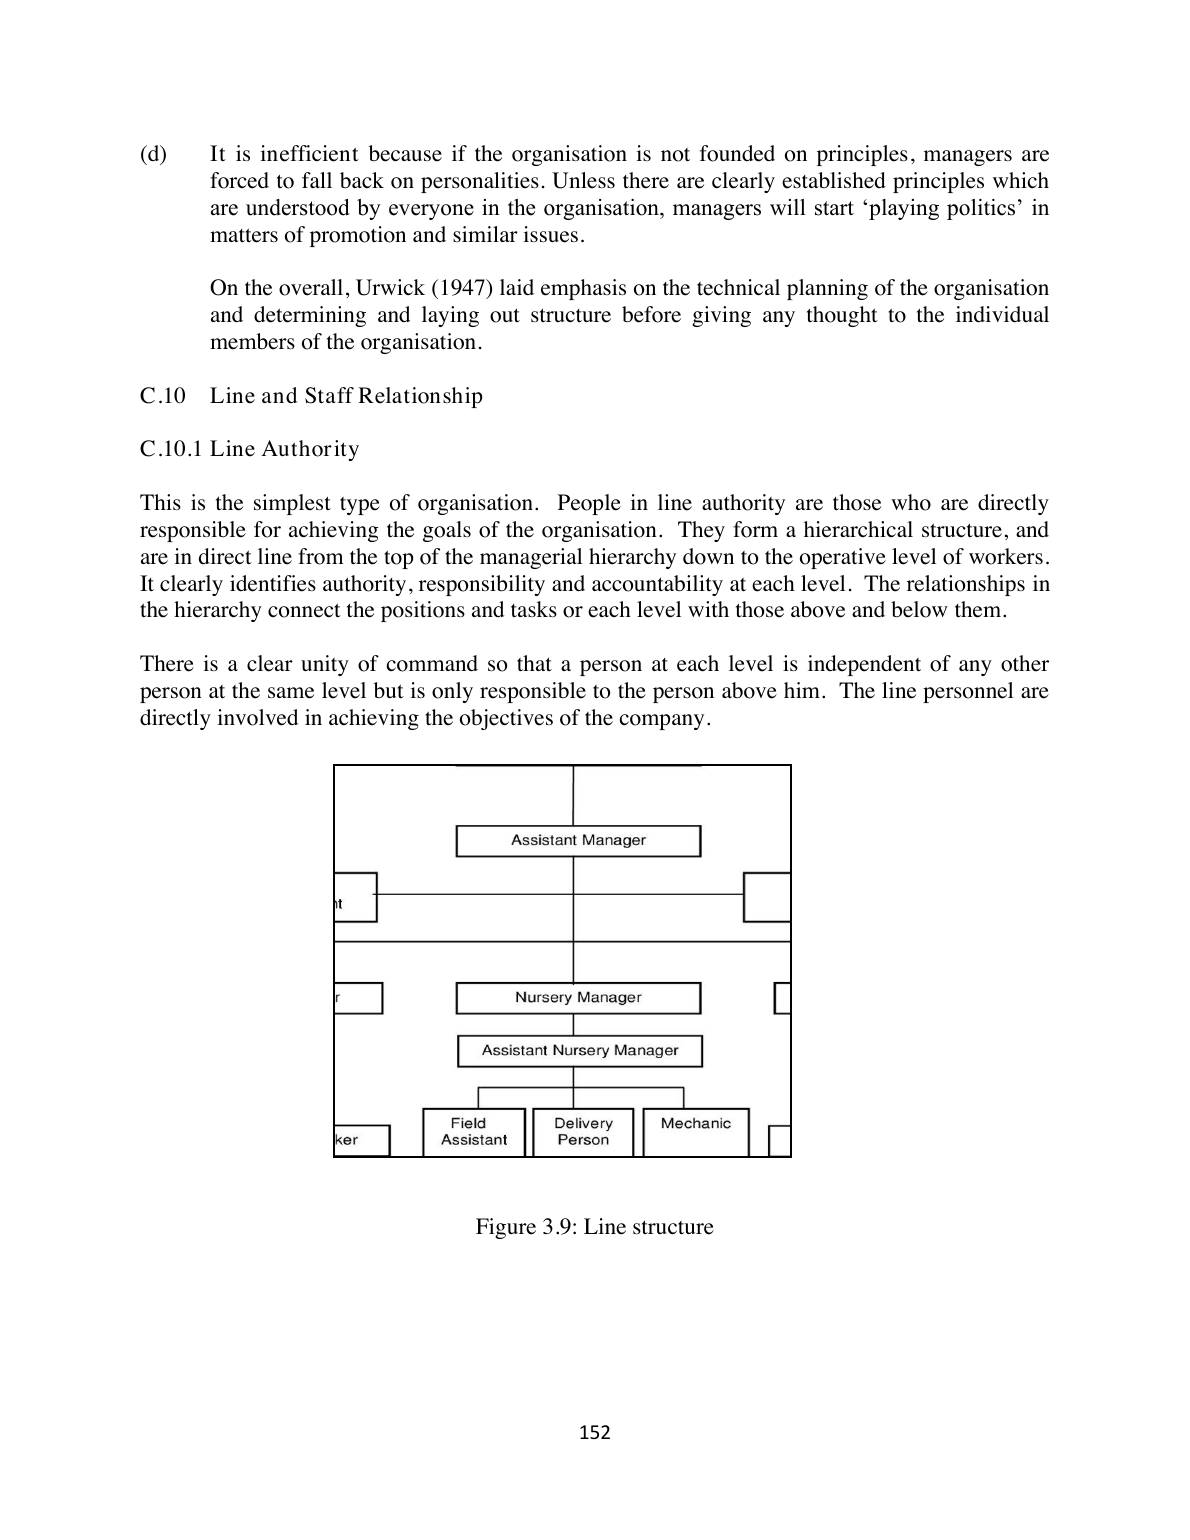 (d) It is inefficient because if the organisation is not founded on principles, managers are
forced to fall back on personalities. Unless there are clearly established principles which
are understood by everyone in the organisation, managers will start ‘playing politics’ in
matters of promotion and similar issues.
On the overall, Urwick (1947) laid emphasis on the technical planning of the organisation
and determining and laying out structure before giving any thought to the individual
members of the organisation.
C.10 Line and Staff Relationship
C.10.1 Line Authority
This is the simplest type of organisation. People in line authority are those who are directly
responsible for achieving the goals of the organisation. They form a hierarchical structure, and
are in direct line from the top of the managerial hierarchy down to the operative level of workers.
It clearly identifies authority, responsibility and accountability at each level. The relationships in
the hierarchy connect the positions and tasks or each level with those above and below them.
There is a clear unity of command so that a person at each level is independent of any other
person at the same level but is only responsible to the person above him. The line personnel are
directly involved in achieving the objectives of the company.
Assistant Manager
nt
r
Nursery Manager
Assistant Nursery Manager
Field
Assistant
Delivery
Person
Mechanic
ker
Figure 3.9: Line structure
152